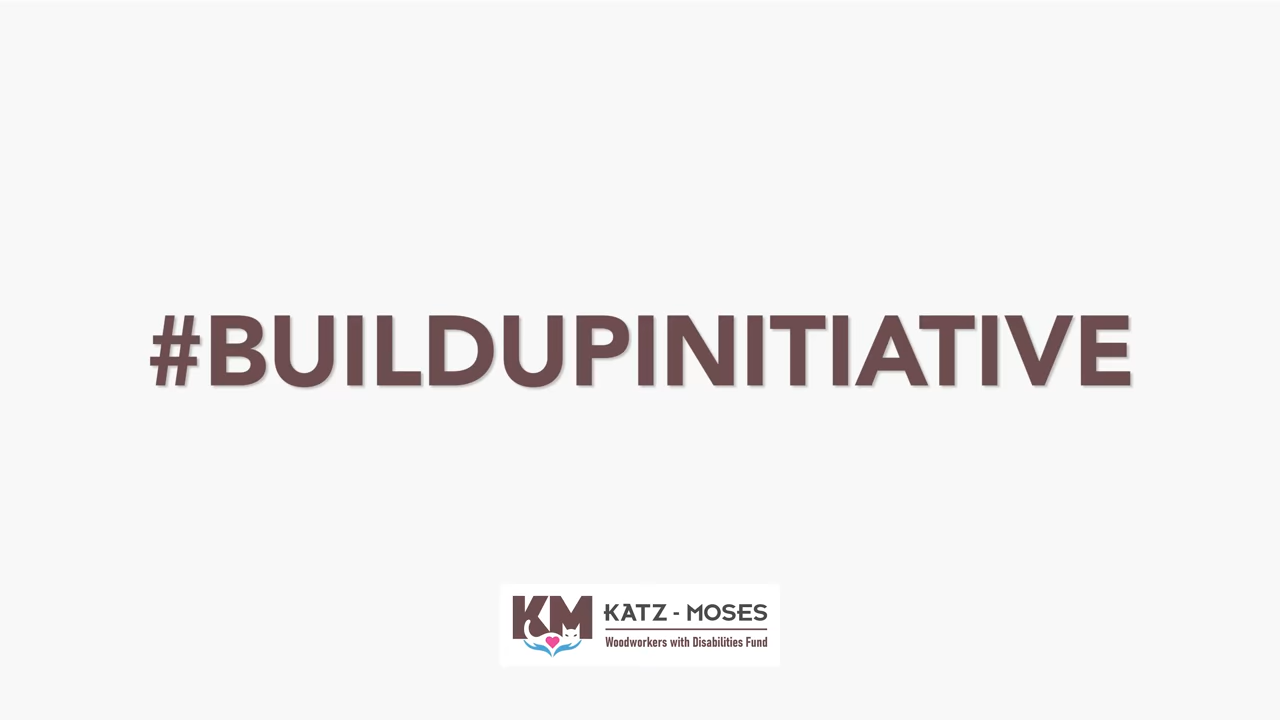 #BUILDUPINITIATIVE
KM KATZ - MOSES
Woodworkers with Disabilities Fund